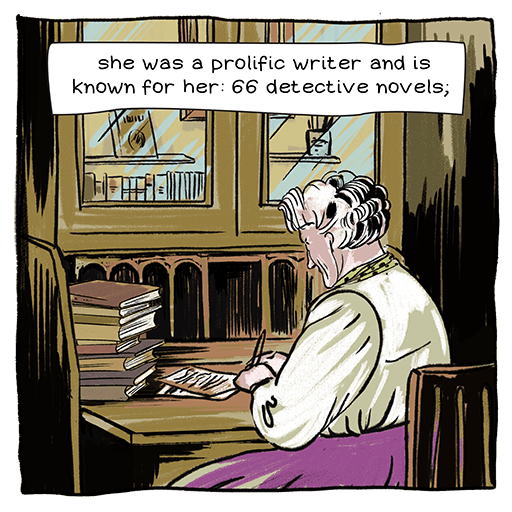 she was a prolific writer and is
known for her: 66 detective novels;